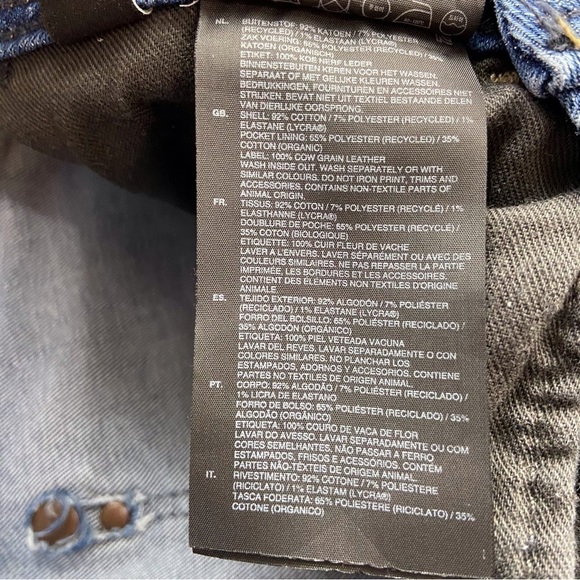 NL. BUITENSTOF: 92% KATOEN / 7% POLYESTER
(RECYCLED) / 1% ELASTAAN (LYCRA®)
ZAK VOERING: 65% POLYESTER (RECYCLED) / 35%
KATOEN (ORGANISCH)
ETIKET: 100% KOE NERF LEDER
BINNENSTEBUITEN KEREN VOOR HET WASSEN.
SEPARAAT OF MET GELIJKE KLEUREN WASSEN.
BEDRUKKINGEN, FOURNITUREN EN ACCESSOIRES NIET
STRIJKEN. BEVAT NIET UIT TEXTIEL BESTAANDE DELEN
VAN DIERLIJKE OORSPRONG.
GB. SHELL: 92% COTTON / 7% POLYESTER (RECYCLED) / 1%
ELASTANE (LYCRA®)
POCKET LINING: 65% POLYESTER (RECYCLED) / 35%
COTTON (ORGANIC)
LABEL: 100% COW GRAIN LEATHER
WASH INSIDE OUT. WASH SEPARATELY OR WITH
SIMILAR COLOURS. DO NOT IRON PRINT, TRIMS AND
ACCESSORIES. CONTAINS NON-TEXTILE PARTS OF
ANIMAL ORIGIN.
FR. TISSUS: 92% COTON / 7% POLYESTER (RECYCLÉ) / 1%
ELASTHANNE (LYCRA®)
DOUBLURE DE POCHE: 65% POLYESTER (RECYCLÉ) /
35% COTON (BIOLOGIQUE)
ETIQUETTE: 100% CUIR FLEUR DE VACHE
LAVER À L'ENVERS. LAVER SÉPARÉMENT OU AVEC DES
COULEURS SIMILAIRES. NE PAS REPASSER LA PARTIE
IMPRIMÉE, LES BORDURES ET LES ACCESSOIRES.
CONTIENT DES ÉLÉMENTS NON TEXTILES D'ORIGINE
ANIMALE.
ES. TEJIDO EXTERIOR: 92% ALGODÓN / 7% POLIÉSTER
(RECICLADO) / 1% ELASTANE (LYCRA®)
FORRO DEL BOLSILLO: 65% POLIÉSTER (RECICLADO) /
35% ALGODÓN (ORGÁNICO)
ETIQUETA: 100% PIEL VETEADA VACUNA
LAVAR DEL REVES. LAVAR SEPARADAMENTE O CON
COLORES SIMILARES. NO PLANCHAR LOS
ESTAMPADOS, ADORNOS Y ACCESORIOS. CONTIENE
PARTES NO TEXTILES DE ORIGEN ANIMAL.
PT. CORPO: 92% ALGODÃO / 7% POLIÉSTER (RECICLADO) /
1% LICRA DE ELASTANO
FORRO DE BOLSO: 65% POLIÉSTER (RECICLADO) / 35%
ALGODÃO (ORGÂNICO)
ETIQUETA: 100% COURO DE VACA DE FLOR
LAVAR DO AVESSO. LAVAR SEPARADAMENTE OU COM
CORES SEMELHANTES. NÃO PASSAR A FERRO
ESTAMPADOS, FRISOS E ACESSÓRIOS. CONTÉM
PARTES NÃO-TÊXTEIS DE ORIGEM ANIMAL.
IT. RIVESTIMENTO: 92% COTONE / 7% POLIESTERE
(RICICLATO) / 1% ELASTAM (LYCRA®)
TASCA FODERATA: 65% POLIESTERE (RICICLATO) / 35%
COTONE (ORGANICO)